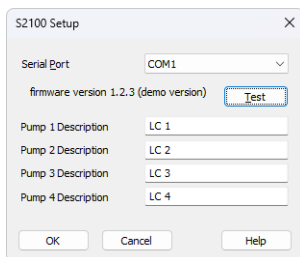 S2100 Setup
Serial Port COM1
firmware version 1.2.3 (demo version) Test
Pump 1 Description LC 1
Pump 2 Description LC 2
Pump 3 Description LC 3
Pump 4 Description LC 4
OK Cancel Help